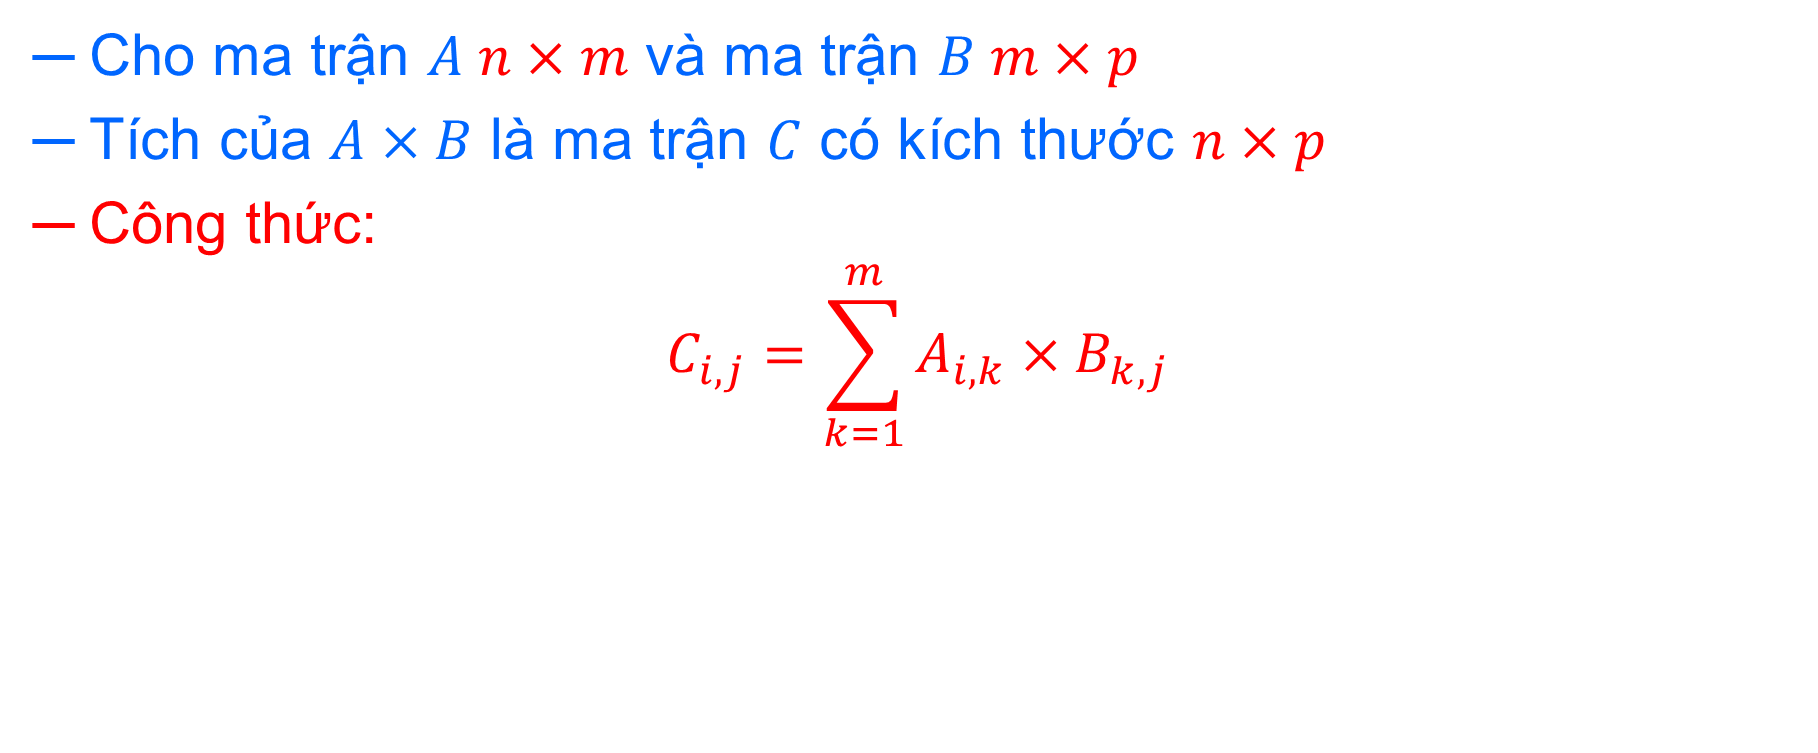 — Cho ma trận A n × m và ma trận B m × p
— Tích của A × B là ma trận C có kích thước n × p
— Công thức:
C_{i,j} = \sum_{k=1}^{m} A_{i,k} × B_{k,j}